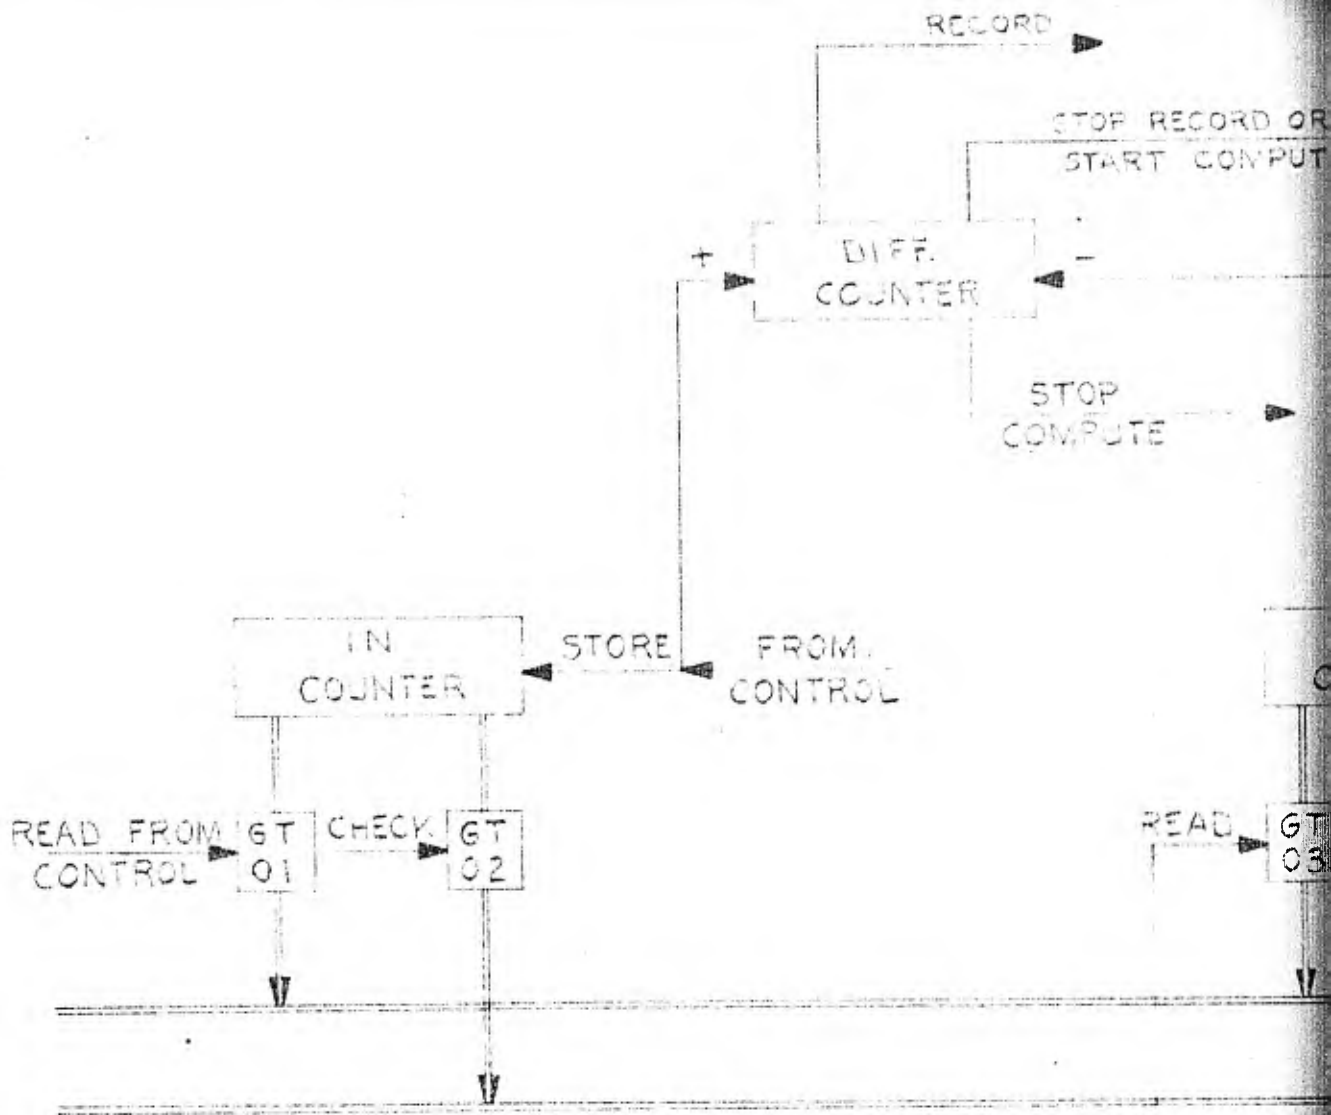 RECORD
STOP RECORD OR
START COMPUT
+
DIFF.
COUNTER
-
STOP
COMPUTE
IN
COUNTER
STORE
FROM
CONTROL
C
READ FROM
CONTROL
GT
01
CHECK
GT
02
READ
GT
03